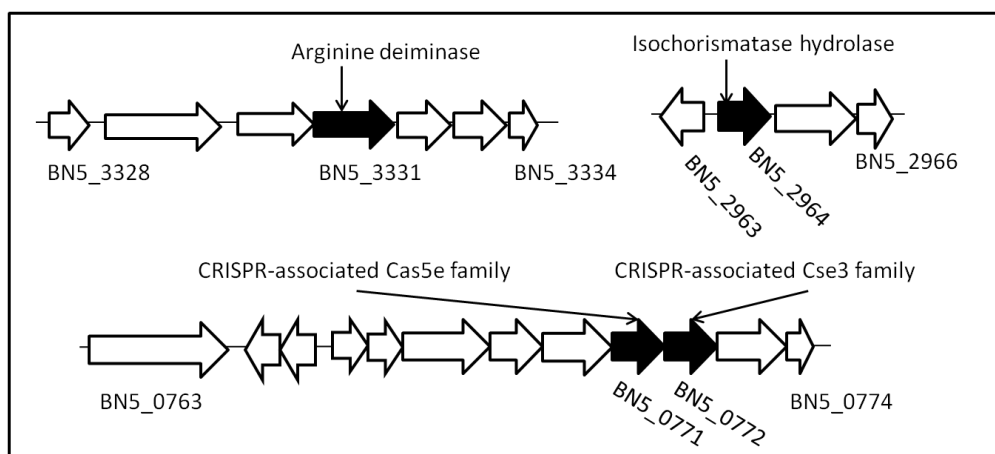 Arginine deiminase
Isochorismatase hydrolase
BN5_3328
BN5_3331
BN5_3334
BN5_2963
BN5_2964
BN5_2966
CRISPR-associated Cas5e family
CRISPR-associated Cse3 family
BN5_0763
BN5_0771
BN5_0772
BN5_0774